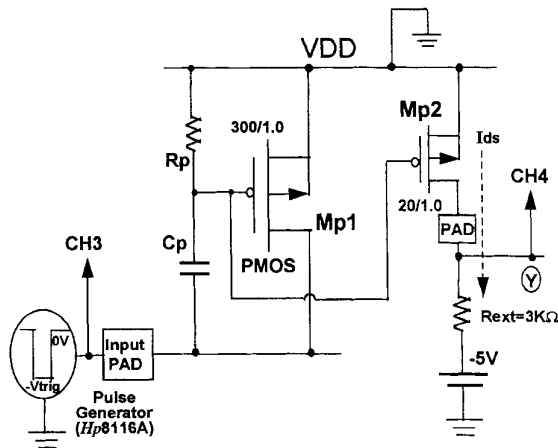 VDD
Mp2
300/1.0
Rp
Ids
CH4
20/1.0
Mp1
PAD
CH3
Cp
PMOS
Y
Rext=3KΩ
0V
Input
PAD
-Vtrig
-5V
Pulse
Generator
(Hp8116A)